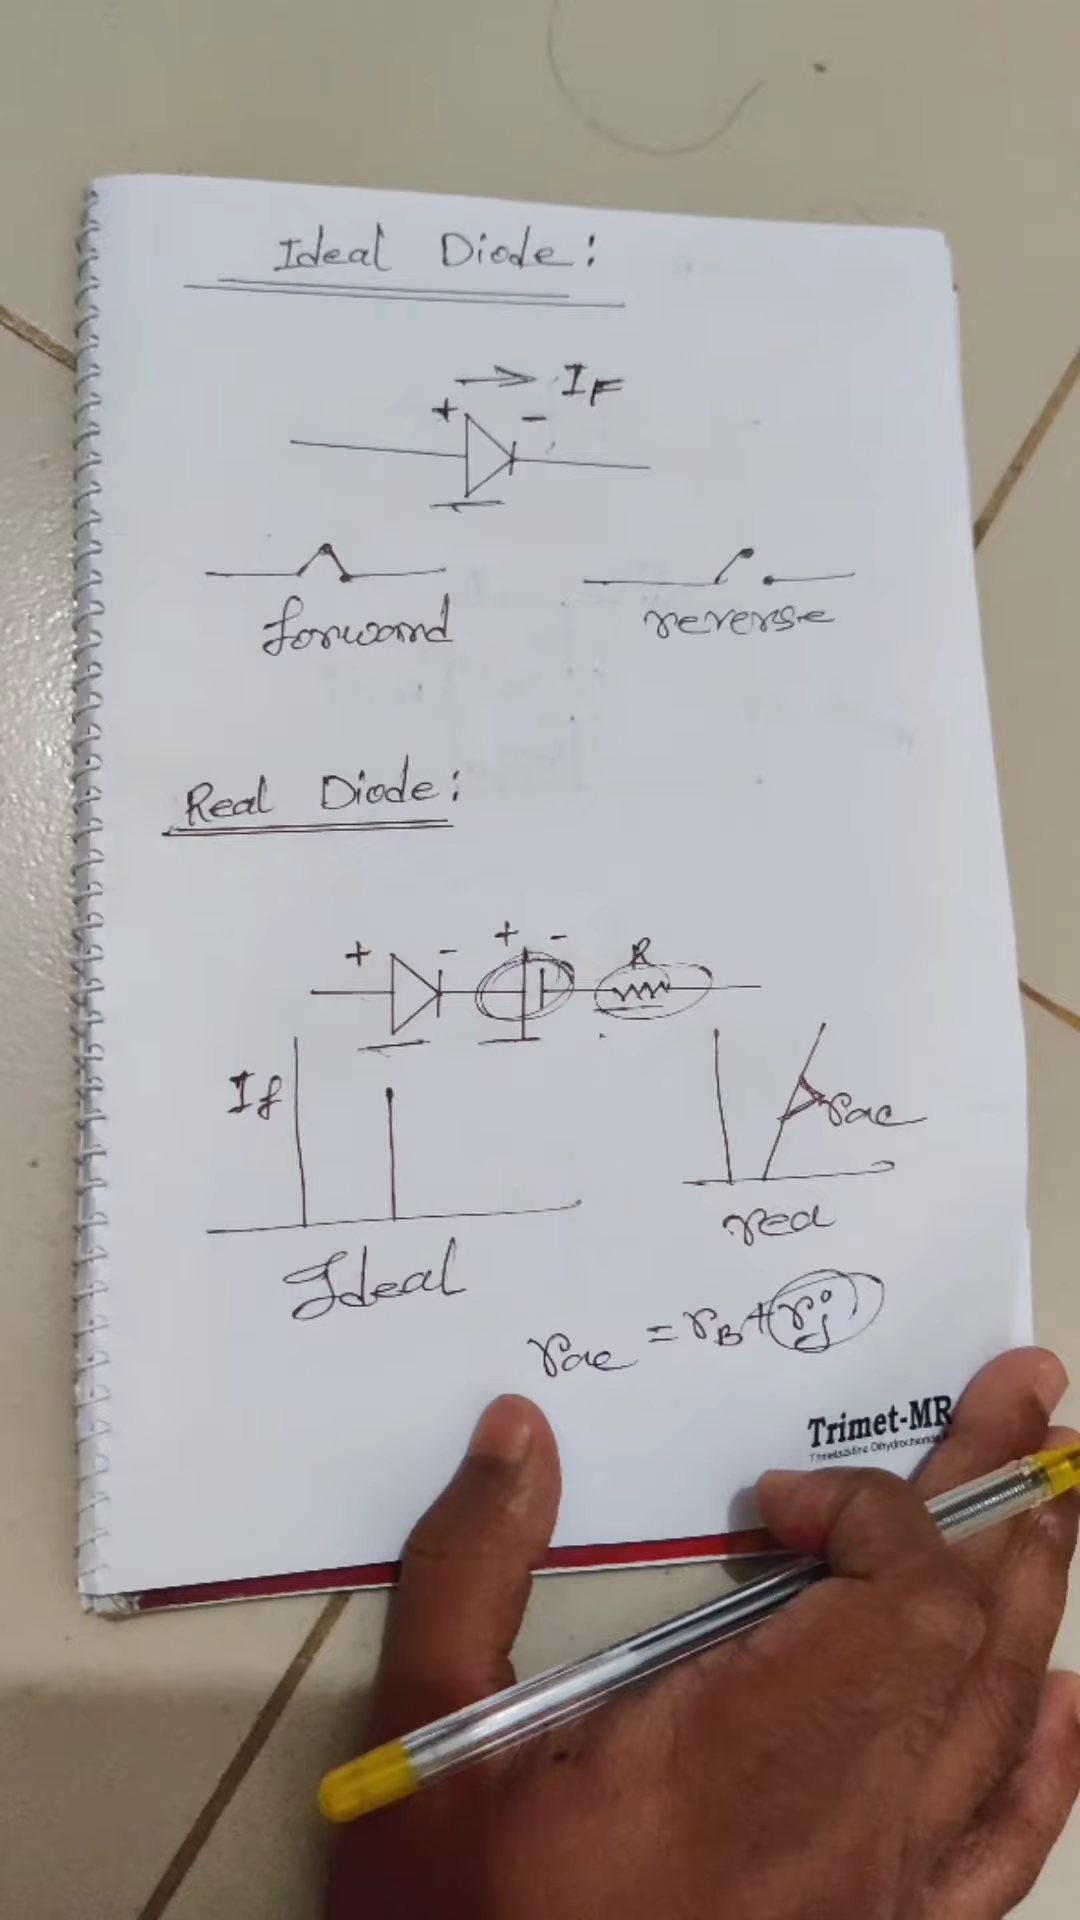 Ideal Diode:
+ → IF -
forward
reverse
Real Diode:
+ - + - R
If
rac
Ideal
real
rac = rB + rj
Trimet-MR